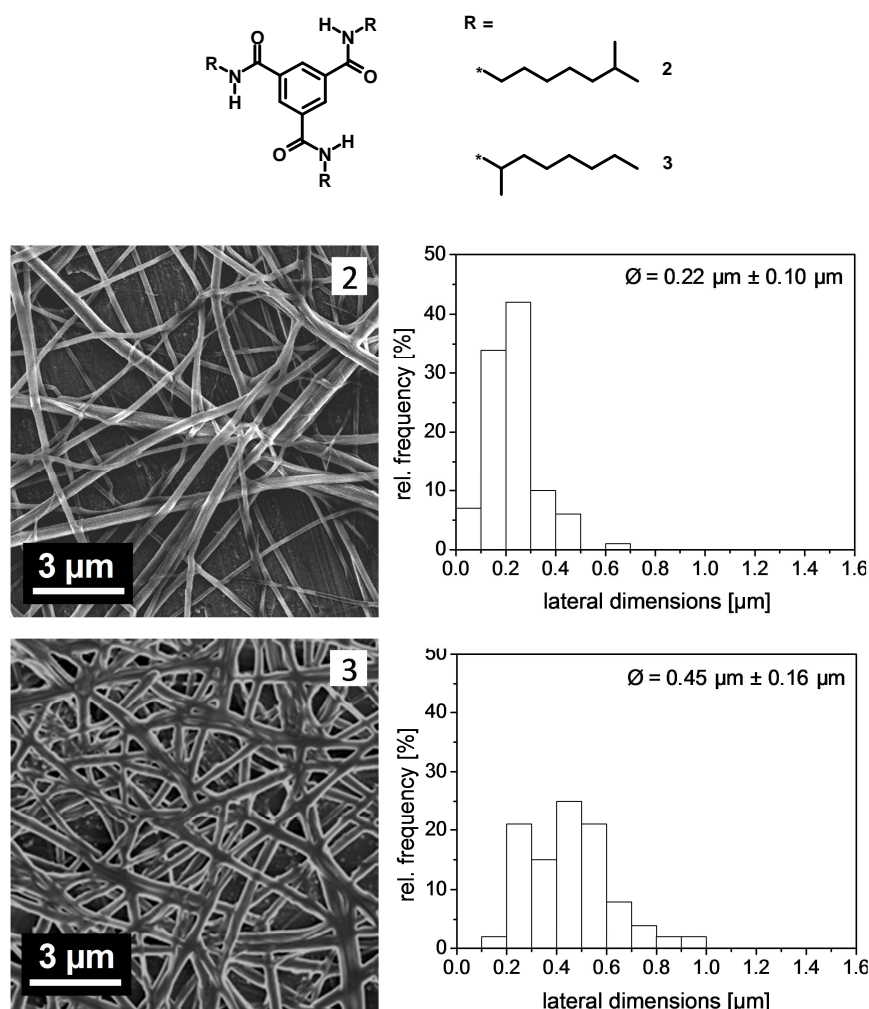 R =
H
N
R
O
O
R
N
H
O
N
H
R
* 2
* 3
2
3 µm
50
40
30
20
10
0
rel. frequency [%]
Ø = 0.22 µm ± 0.10 µm
0.0 0.2 0.4 0.6 0.8 1.0 1.2 1.4 1.6
lateral dimensions [µm]
3
3 µm
50
40
30
20
10
0
rel. frequency [%]
Ø = 0.45 µm ± 0.16 µm
0.0 0.2 0.4 0.6 0.8 1.0 1.2 1.4 1.6
lateral dimensions [µm]